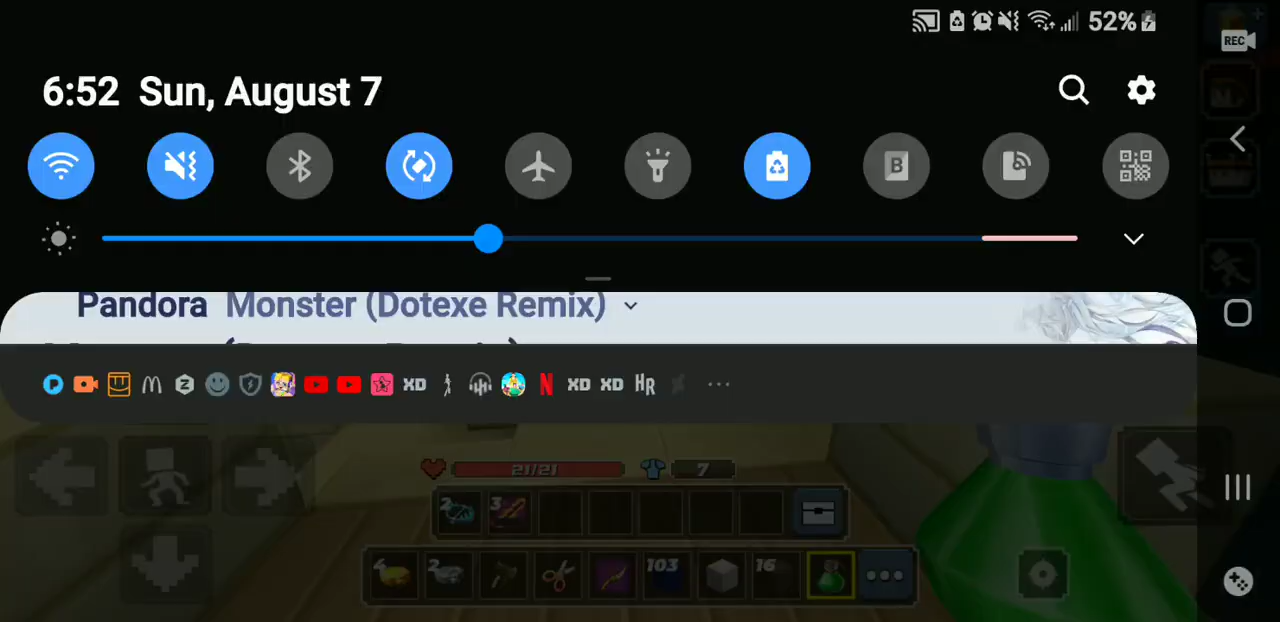 52%
REC
6:52 Sun, August 7
B
Pandora Monster (Dotexe Remix)
XD XD XD HR
21/21 7
2 3
4 2 103 16